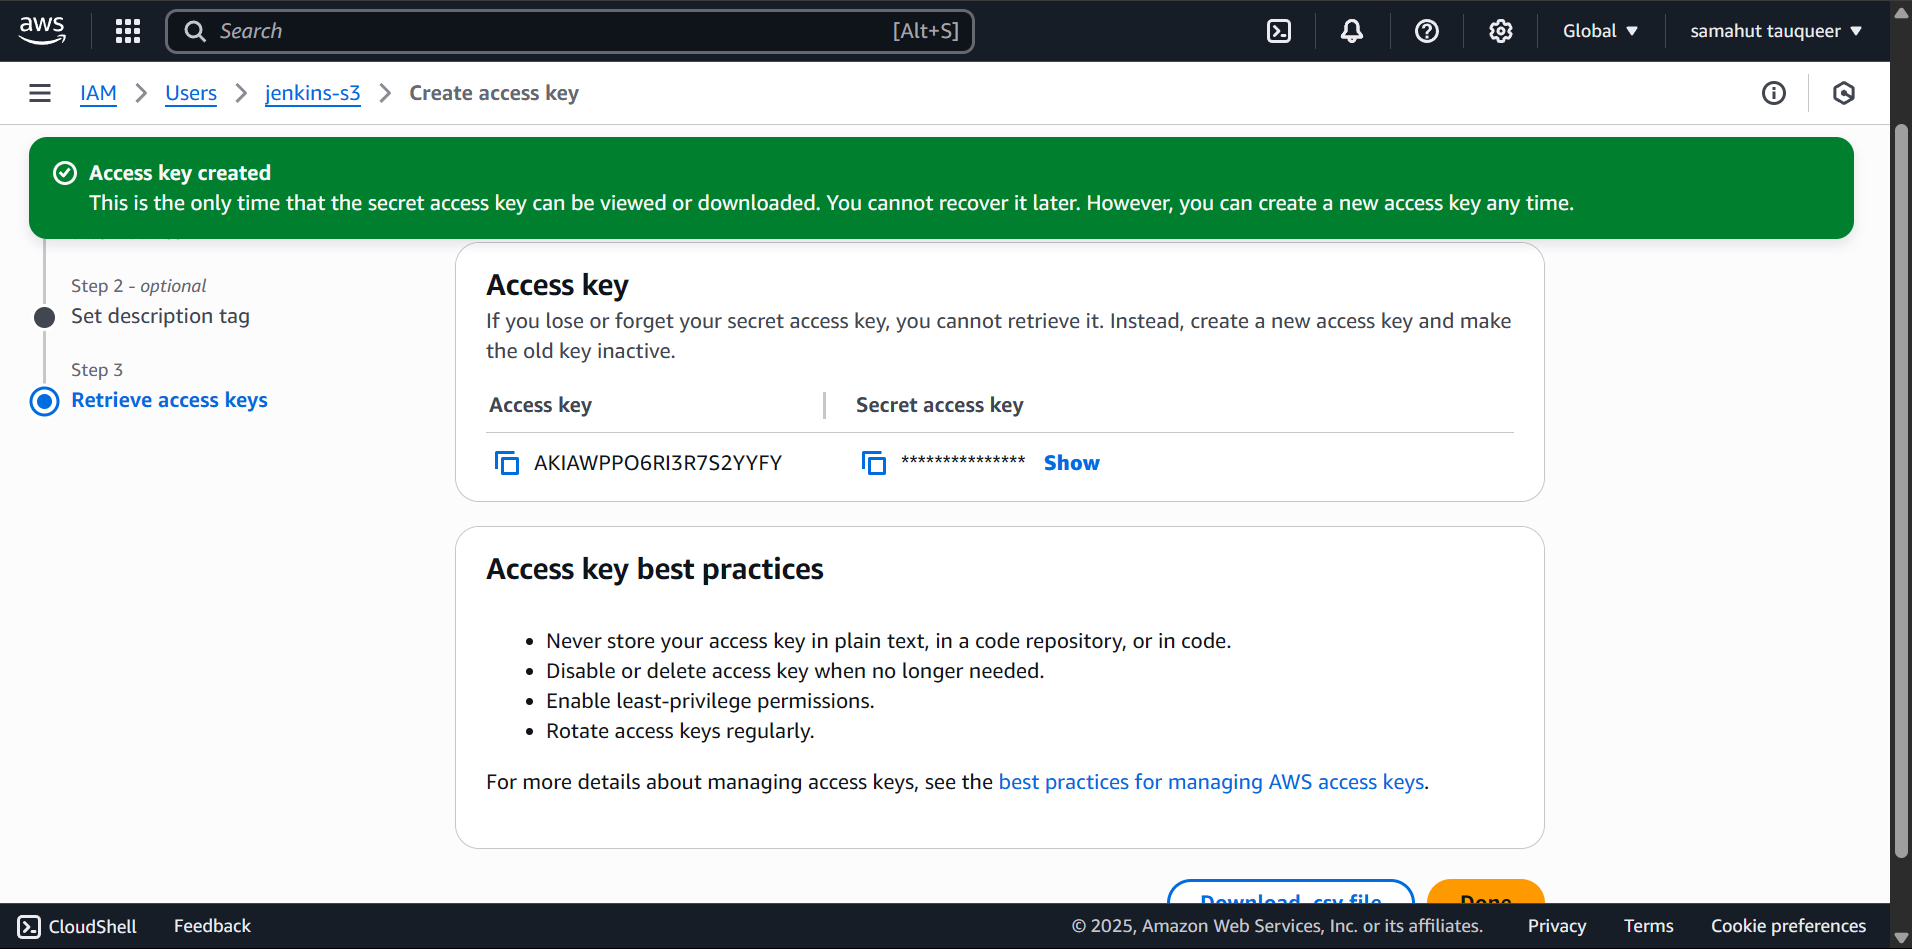 aws
Search [Alt+S]
Global
samahut tauqueer
IAM > Users > jenkins-s3 > Create access key
Access key created
This is the only time that the secret access key can be viewed or downloaded. You cannot recover it later. However, you can create a new access key any time.
Step 2 - optional
Set description tag
Step 3
Retrieve access keys
Access key
If you lose or forget your secret access key, you cannot retrieve it. Instead, create a new access key and make
the old key inactive.
Access key | Secret access key
AKIAWPPO6RI3R7S2YYFY *************** Show
Access key best practices
• Never store your access key in plain text, in a code repository, or in code.
• Disable or delete access key when no longer needed.
• Enable least-privilege permissions.
• Rotate access keys regularly.
For more details about managing access keys, see the best practices for managing AWS access keys.
Download .csv file
Done
CloudShell
Feedback
© 2025, Amazon Web Services, Inc. or its affiliates.
Privacy
Terms
Cookie preferences